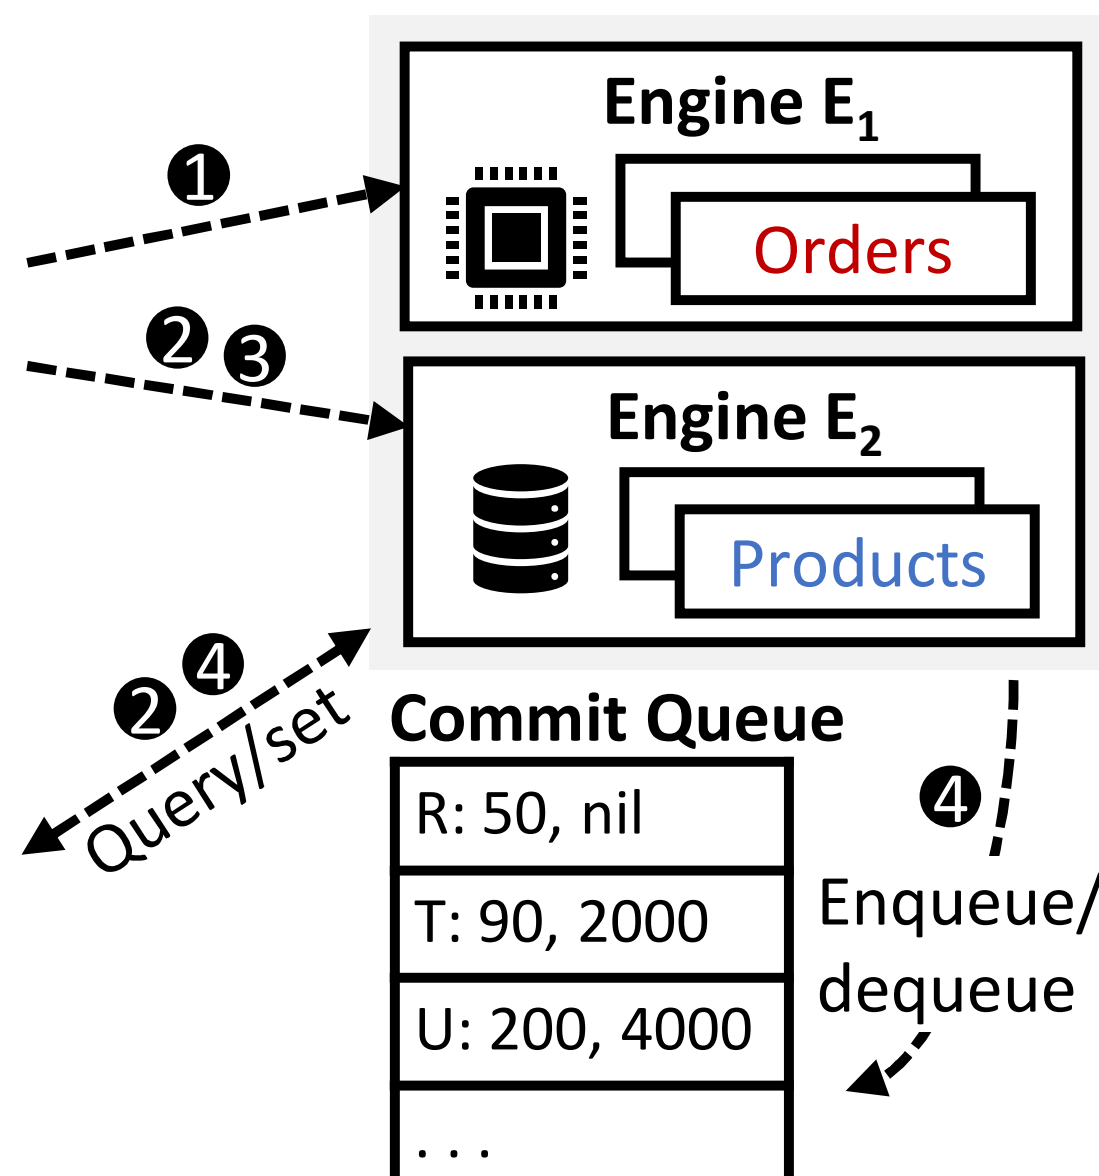 Engine E₁
❶
Orders
❷ ❸
Engine E₂
Products
❷ ❹
Query/set
Commit Queue
R: 50, nil
❹
T: 90, 2000
Enqueue/
dequeue
U: 200, 4000
. . .